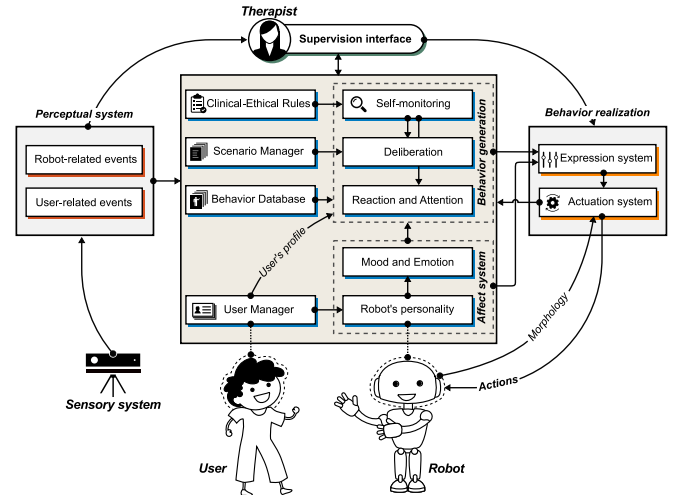 Therapist
Supervision interface
Perceptual system
Robot-related events
User-related events
Clinical-Ethical Rules
Scenario Manager
Behavior Database
User Manager
User's profile
Self-monitoring
Deliberation
Reaction and Attention
Behavior generation
Mood and Emotion
Robot's personality
Affect system
Behavior realization
Expression system
Actuation system
Morphology
Actions
Sensory system
User
Robot